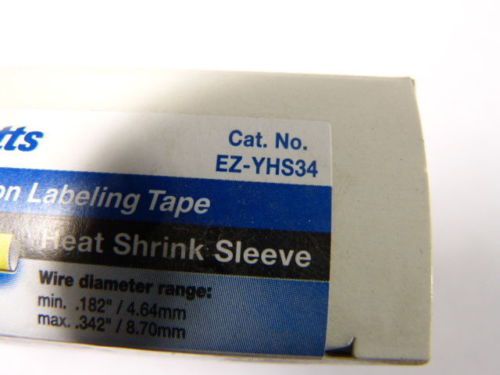 tts
Cat. No.
EZ-YHS34
on Labeling Tape
Heat Shrink Sleeve
Wire diameter range:
min. .182" / 4.64mm
max. .342" / 8.70mm